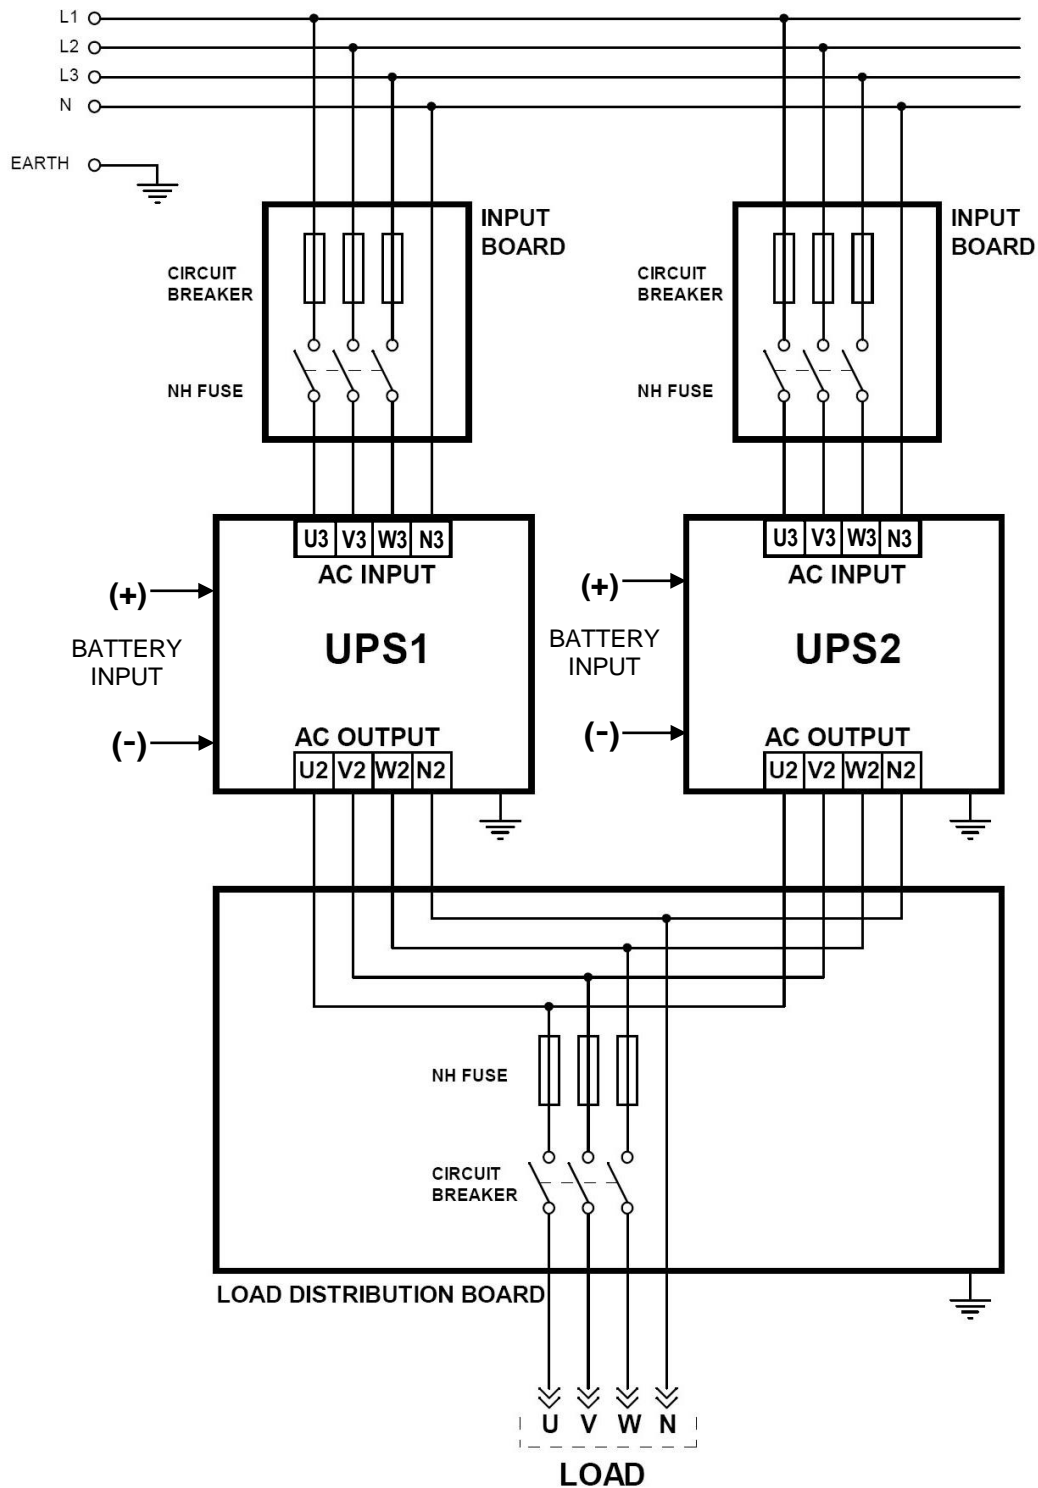 L1
L2
L3
N
EARTH
INPUT
BOARD
CIRCUIT
BREAKER
NH FUSE
INPUT
BOARD
CIRCUIT
BREAKER
NH FUSE
U3 V3 W3 N3
AC INPUT
(+)
BATTERY
INPUT
UPS1
(-)
AC OUTPUT
U2 V2 W2 N2
U3 V3 W3 N3
AC INPUT
(+)
BATTERY
INPUT
UPS2
(-)
AC OUTPUT
U2 V2 W2 N2
NH FUSE
CIRCUIT
BREAKER
LOAD DISTRIBUTION BOARD
U V W N
LOAD